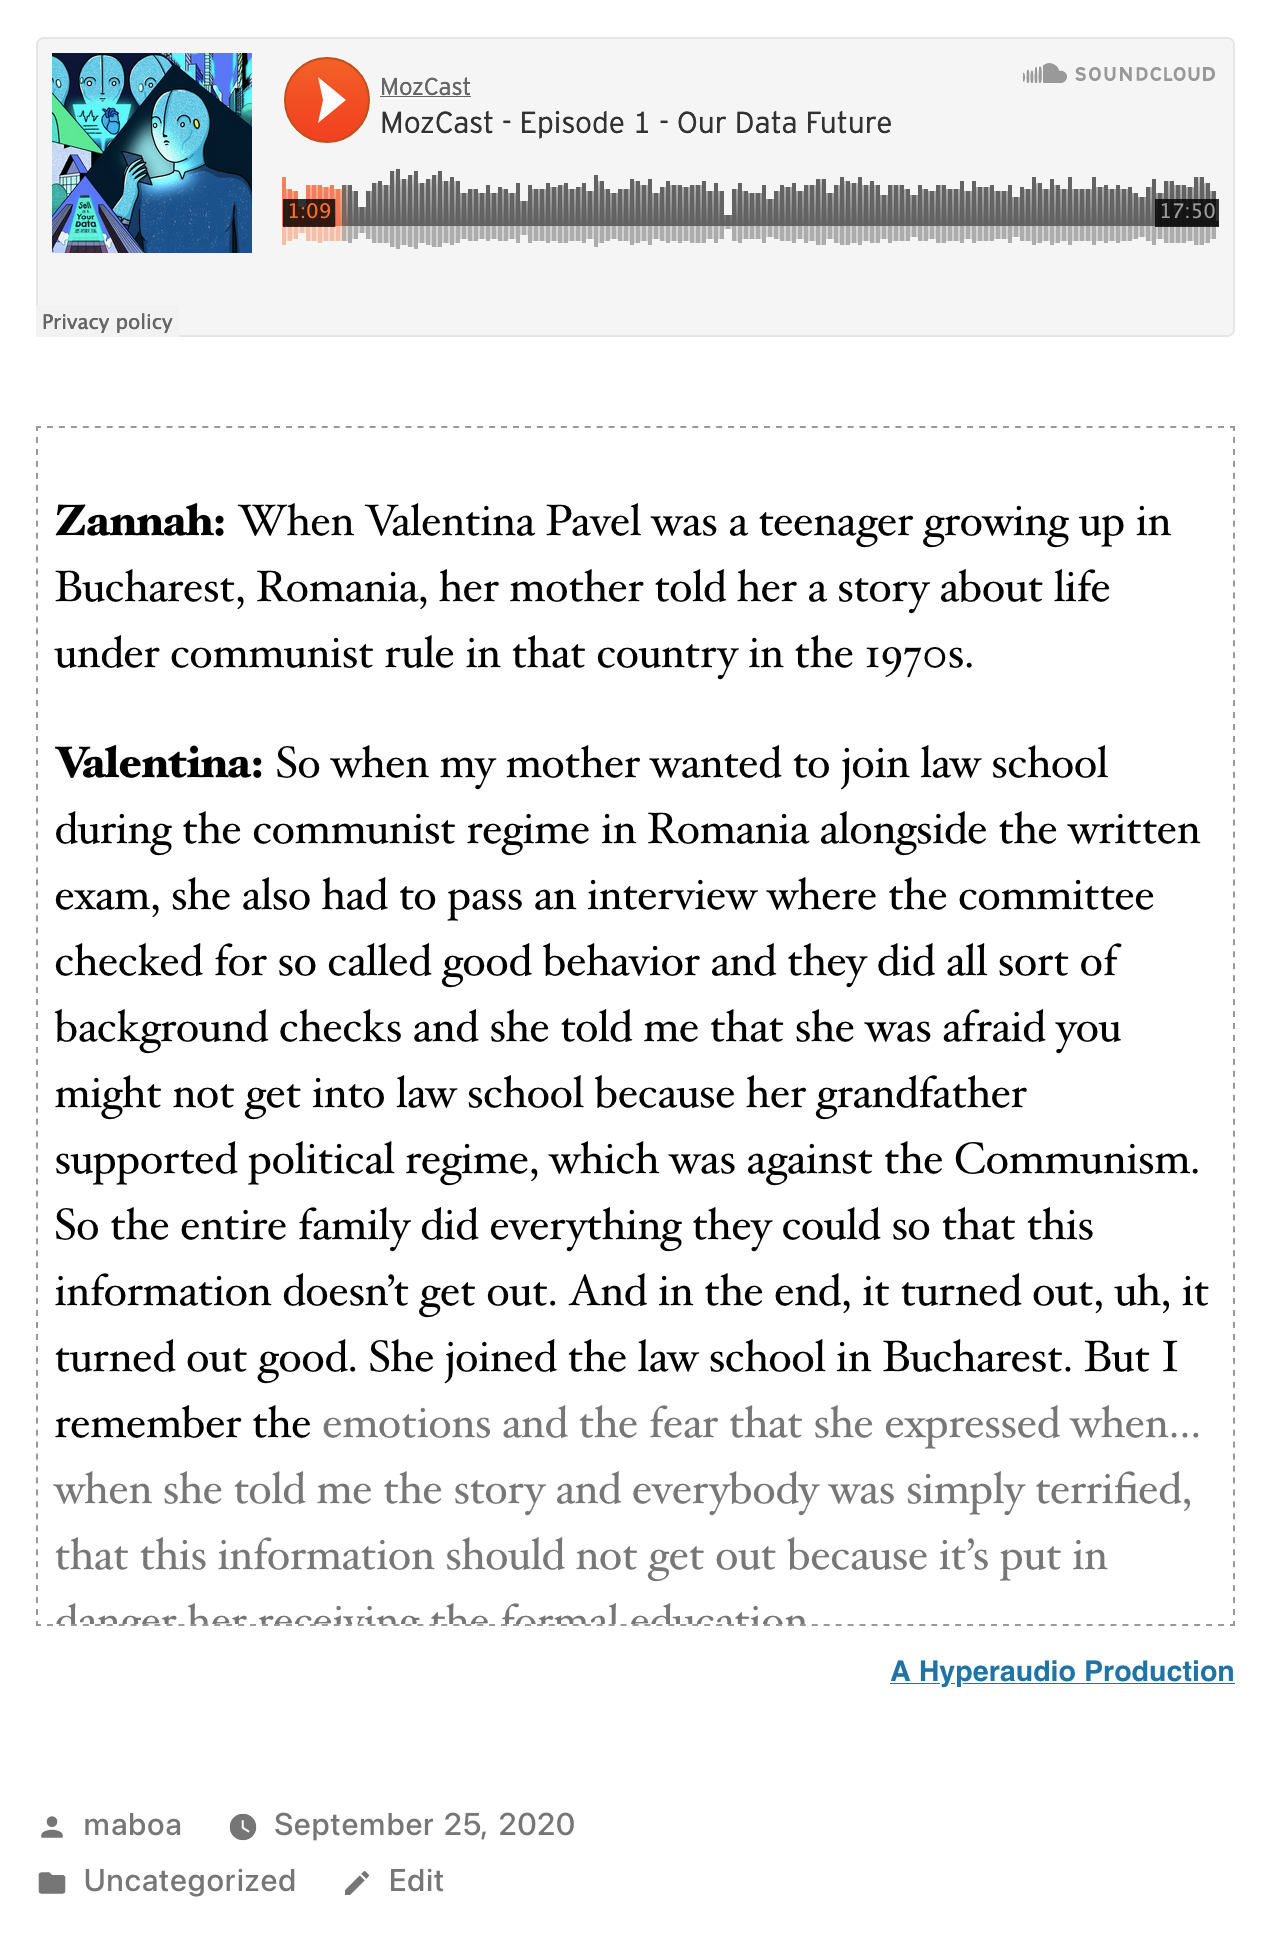 MozCast
SOUNDCLOUD
MozCast - Episode 1 - Our Data Future
1:09
17:50
Sell
Your
Data
Privacy policy
Zannah: When Valentina Pavel was a teenager growing up in
Bucharest, Romania, her mother told her a story about life
under communist rule in that country in the 1970s.
Valentina: So when my mother wanted to join law school
during the communist regime in Romania alongside the written
exam, she also had to pass an interview where the committee
checked for so called good behavior and they did all sort of
background checks and she told me that she was afraid you
might not get into law school because her grandfather
supported political regime, which was against the Communism.
So the entire family did everything they could so that this
information doesn’t get out. And in the end, it turned out, uh, it
turned out good. She joined the law school in Bucharest. But I
remember the emotions and the fear that she expressed when...
when she told me the story and everybody was simply terrified,
that this information should not get out because it’s put in
danger her receiving the formal education
A Hyperaudio Production
maboa
September 25, 2020
Uncategorized
Edit